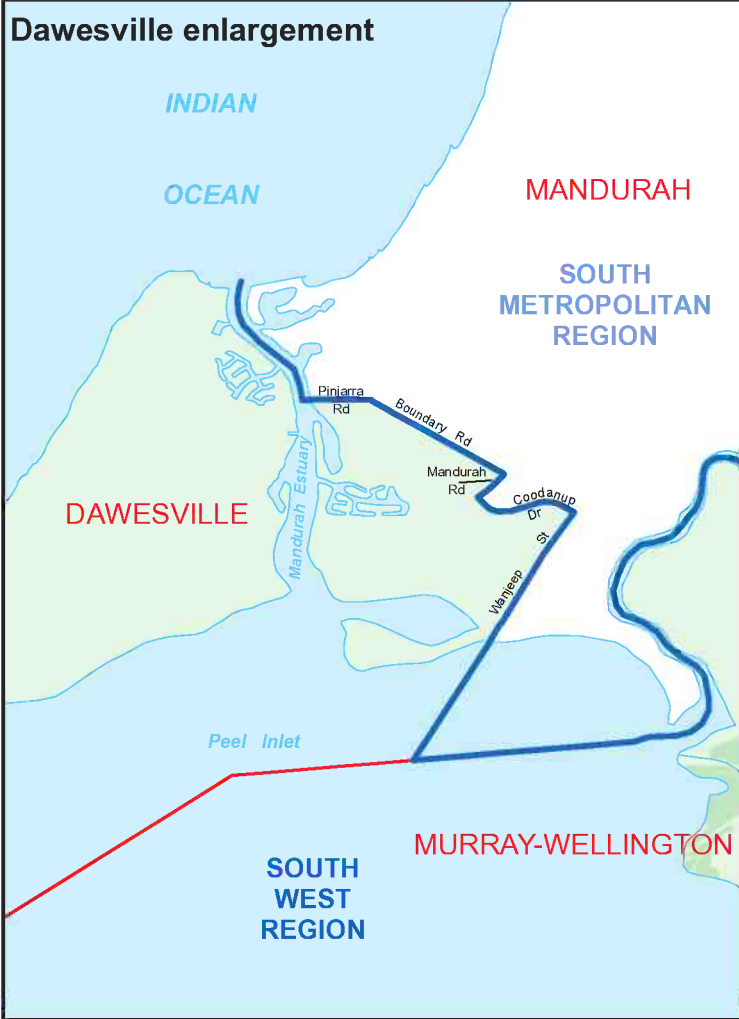 Dawesville enlargement
INDIAN
OCEAN
MANDURAH
SOUTH
METROPOLITAN
REGION
Pinjarra
Rd
Boundary Rd
Mandurah
Rd
Coodanup
Dr
DAWESVILLE
Mandurah Estuary
Wanjeep St
Peel Inlet
MURRAY-WELLINGTON
SOUTH
WEST
REGION